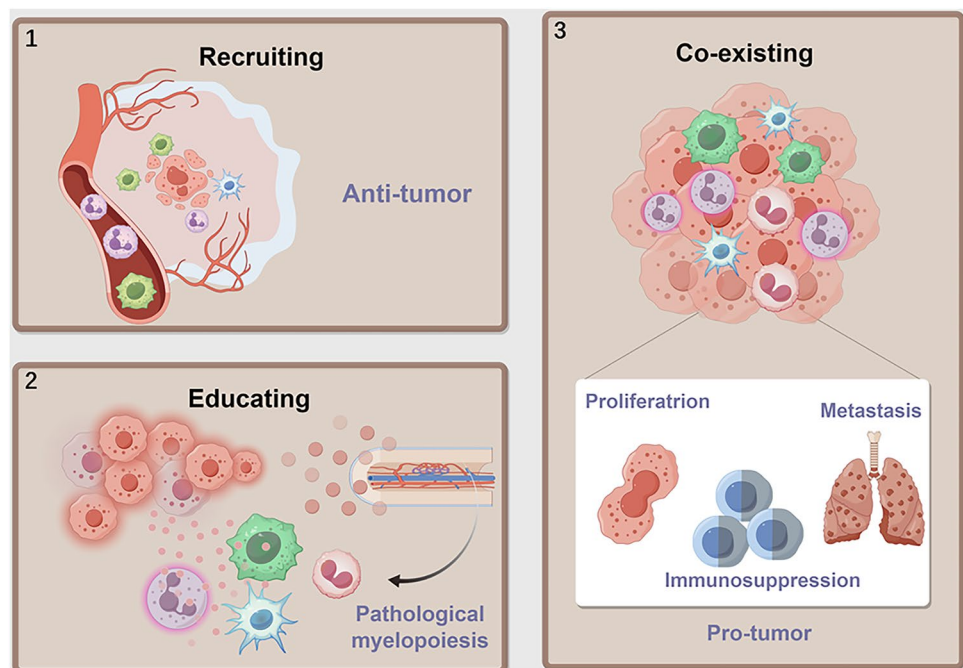 1
Recruiting
Anti-tumor
2
Educating
Pathological
myelopoiesis
3
Co-existing
Proliferatrion
Metastasis
Immunosuppression
Pro-tumor